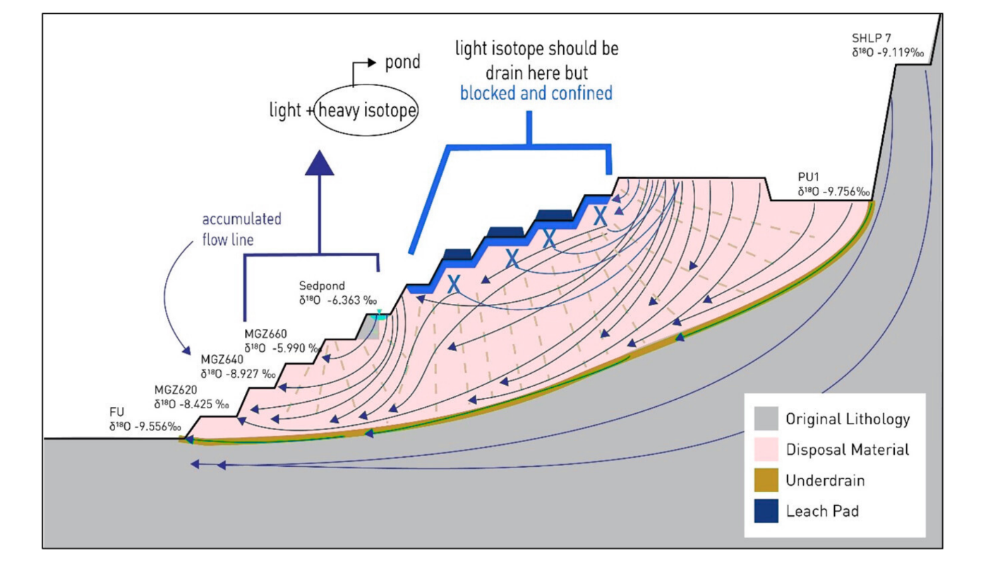 SHLP 7
δ¹⁸O -9.119‰
light isotope should be
drain here but
blocked and confined
pond
light + heavy isotope
PU1
δ¹⁸O -9.756‰
accumulated
flow line
Sedpond
δ¹⁸O -6.363 ‰
MGZ660
δ¹⁸O -5.990 ‰
MGZ640
δ¹⁸O -8.927 ‰
MGZ620
δ¹⁸O -8.425 ‰
FU
δ¹⁸O -9.556‰
X
X
X
X
Original Lithology
Disposal Material
Underdrain
Leach Pad